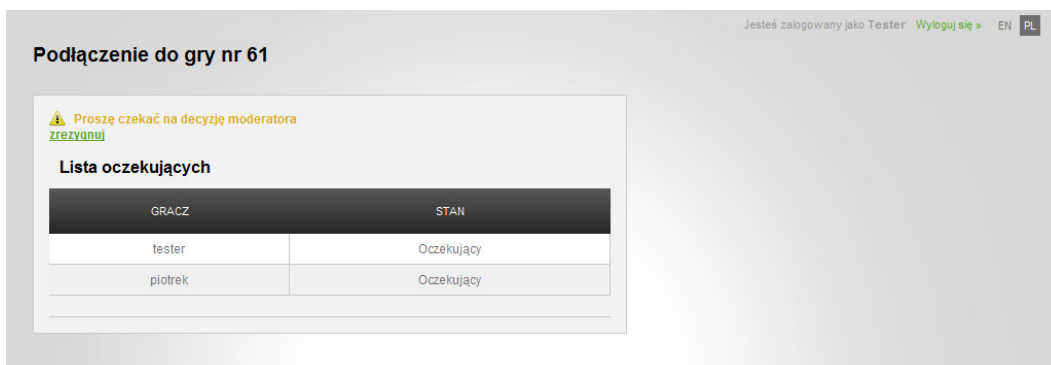 Jesteś zalogowany jako Tester Wyloguj się » EN PL
Podłączenie do gry nr 61
Proszę czekać na decyzję moderatora
zrezygnuj
Lista oczekujących
GRACZ STAN
tester Oczekujący
piotrek Oczekujący